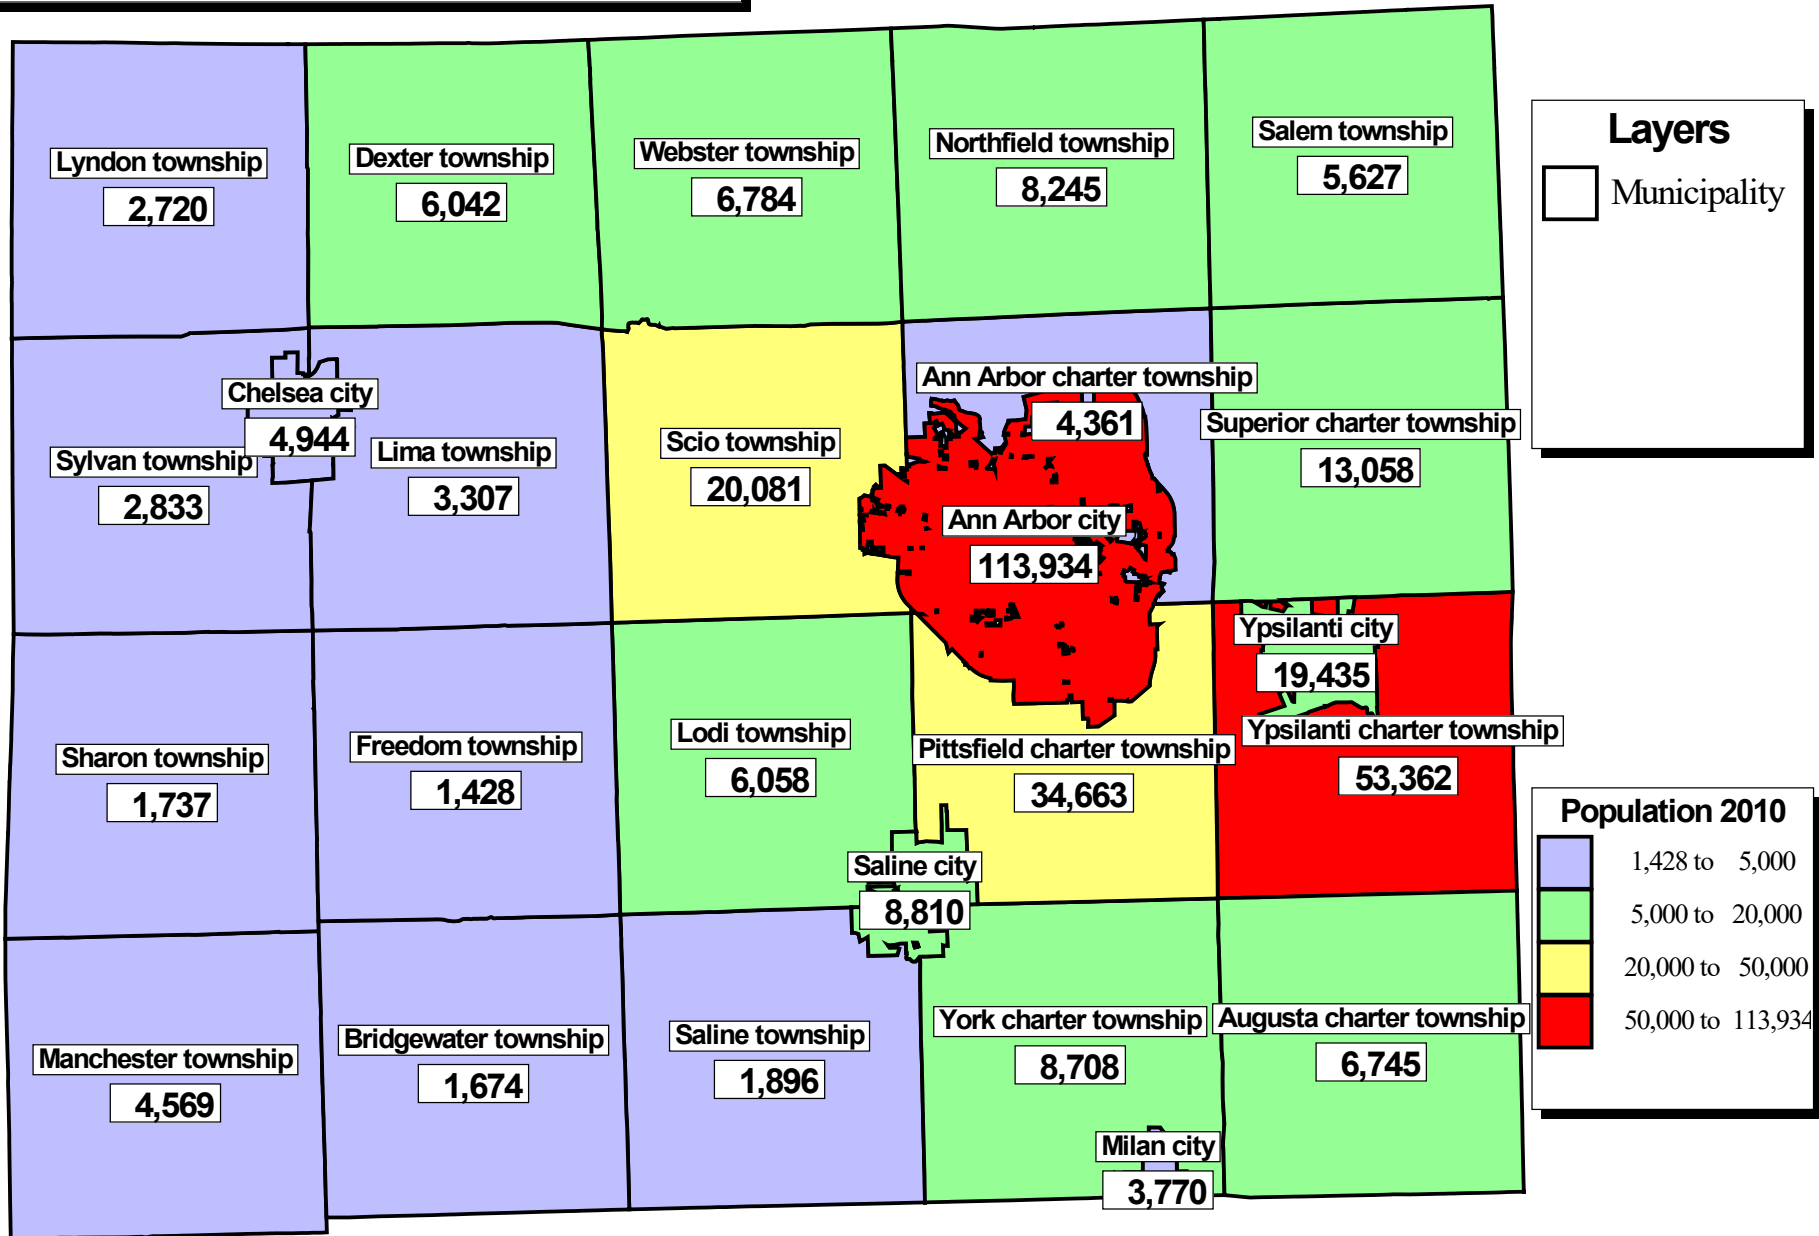 Lyndon township
2,720
Dexter township
6,042
Webster township
6,784
Northfield township
8,245
Salem township
5,627
Layers
Municipality
Chelsea city
4,944
Sylvan township
2,833
Lima township
3,307
Scio township
20,081
Ann Arbor charter township
4,361
Ann Arbor city
113,934
Superior charter township
13,058
Ypsilanti city
19,435
Ypsilanti charter township
53,362
Sharon township
1,737
Freedom township
1,428
Lodi township
6,058
Pittsfield charter township
34,663
Saline city
8,810
Population 2010
1,428 to 5,000
5,000 to 20,000
20,000 to 50,000
50,000 to 113,934
Manchester township
4,569
Bridgewater township
1,674
Saline township
1,896
York charter township
8,708
Augusta charter township
6,745
Milan city
3,770